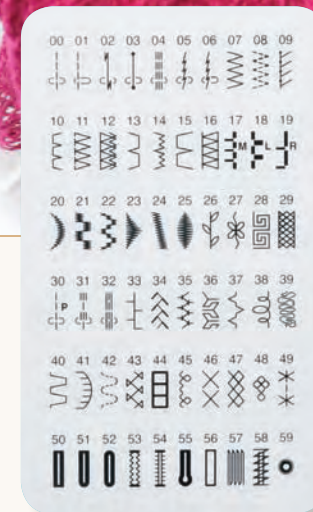 00 01 02 03 04 05 06 07 08 09
10 11 12 13 14 15 16 17 18 19
M L R
20 21 22 23 24 25 26 27 28 29
30 31 32 33 34 35 36 37 38 39
P
40 41 42 43 44 45 46 47 48 49
50 51 52 53 54 55 56 57 58 59